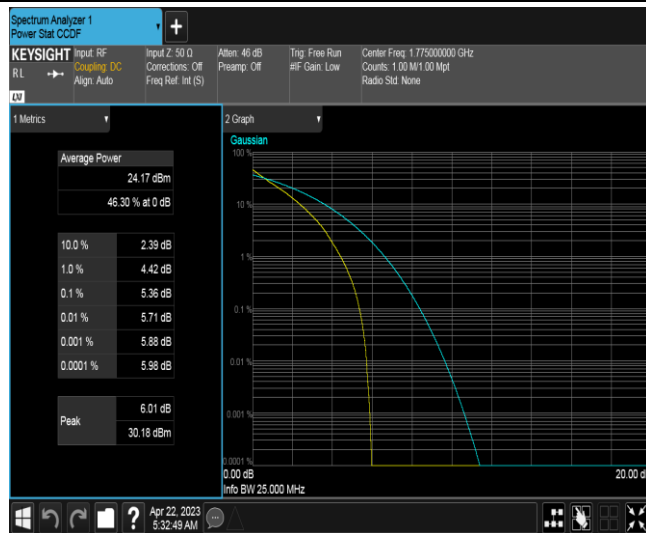 Spectrum Analyzer 1
Power Stat CCDF
KEYSIGHT
RL
Input: RF
Coupling: DC
Align: Auto
Input Z: 50 Ω
Corrections: Off
Freq Ref: Int (S)
Atten: 46 dB
Preamp: Off
Trig: Free Run
#IF Gain: Low
Center Freq: 1.775000000 GHz
Counts: 1.00 M/1.00 Mpt
Radio Std: None
1 Metrics
Average Power
24.17 dBm
46.30 % at 0 dB
10.0 % 2.39 dB
1.0 % 4.42 dB
0.1 % 5.36 dB
0.01 % 5.71 dB
0.001 % 5.88 dB
0.0001 % 5.98 dB
Peak
6.01 dB
30.18 dBm
2 Graph
Gaussian
100 %
10 %
1 %
0.1 %
0.01 %
0.001 %
0.0001 %
0.00 dB
20.00 d
Info BW 25.000 MHz
?
Apr 22, 2023
5:32:49 AM